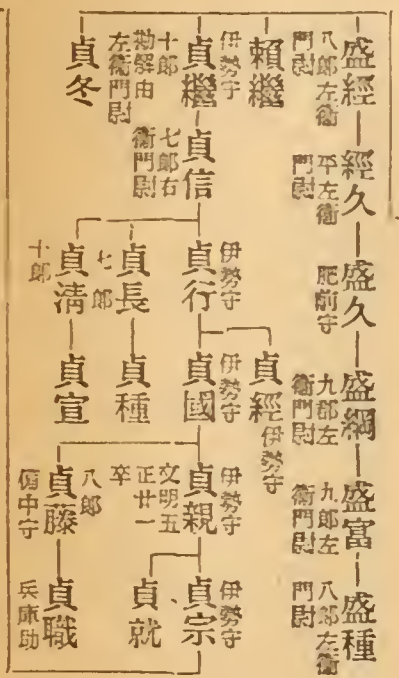 盛經
八郎左衛門尉
經久
平左衛門尉
盛久
肥前守
盛綱
九郎左衛門尉
盛富
九郎左衛門尉
盛種
八郎左衛門尉
賴繼
伊勢守
貞繼
十郎
勘解由
左衛門尉
貞信
七郎右衛門尉
伊勢守
貞行
貞經
伊勢守
伊勢守
貞國
伊勢守
貞親
文明五
正廿一
卒
伊勢守
貞宗
貞就
八郎
貞藤
備中守
貞職
兵庫助
貞長
七郎
貞種
貞清
十郎
貞宣
貞冬